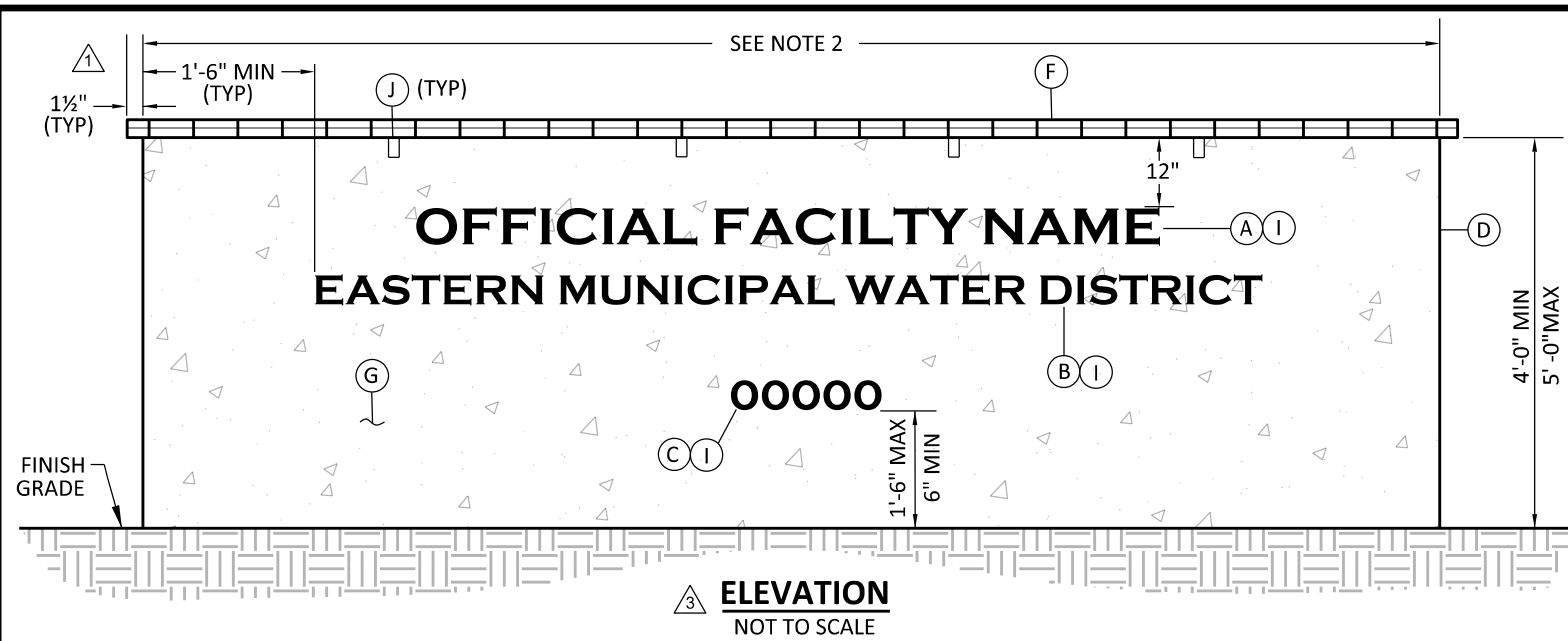 SEE NOTE 2
1
1'-6" MIN
(TYP)
1½"
(TYP)
J (TYP)
F
12"
OFFICIAL FACILTY NAME
A I
D
EASTERN MUNICIPAL WATER DISTRICT
B I
G
00000
C I
1'-6" MAX
6" MIN
4'-0" MIN
5' -0"MAX
FINISH
GRADE
3 ELEVATION
NOT TO SCALE